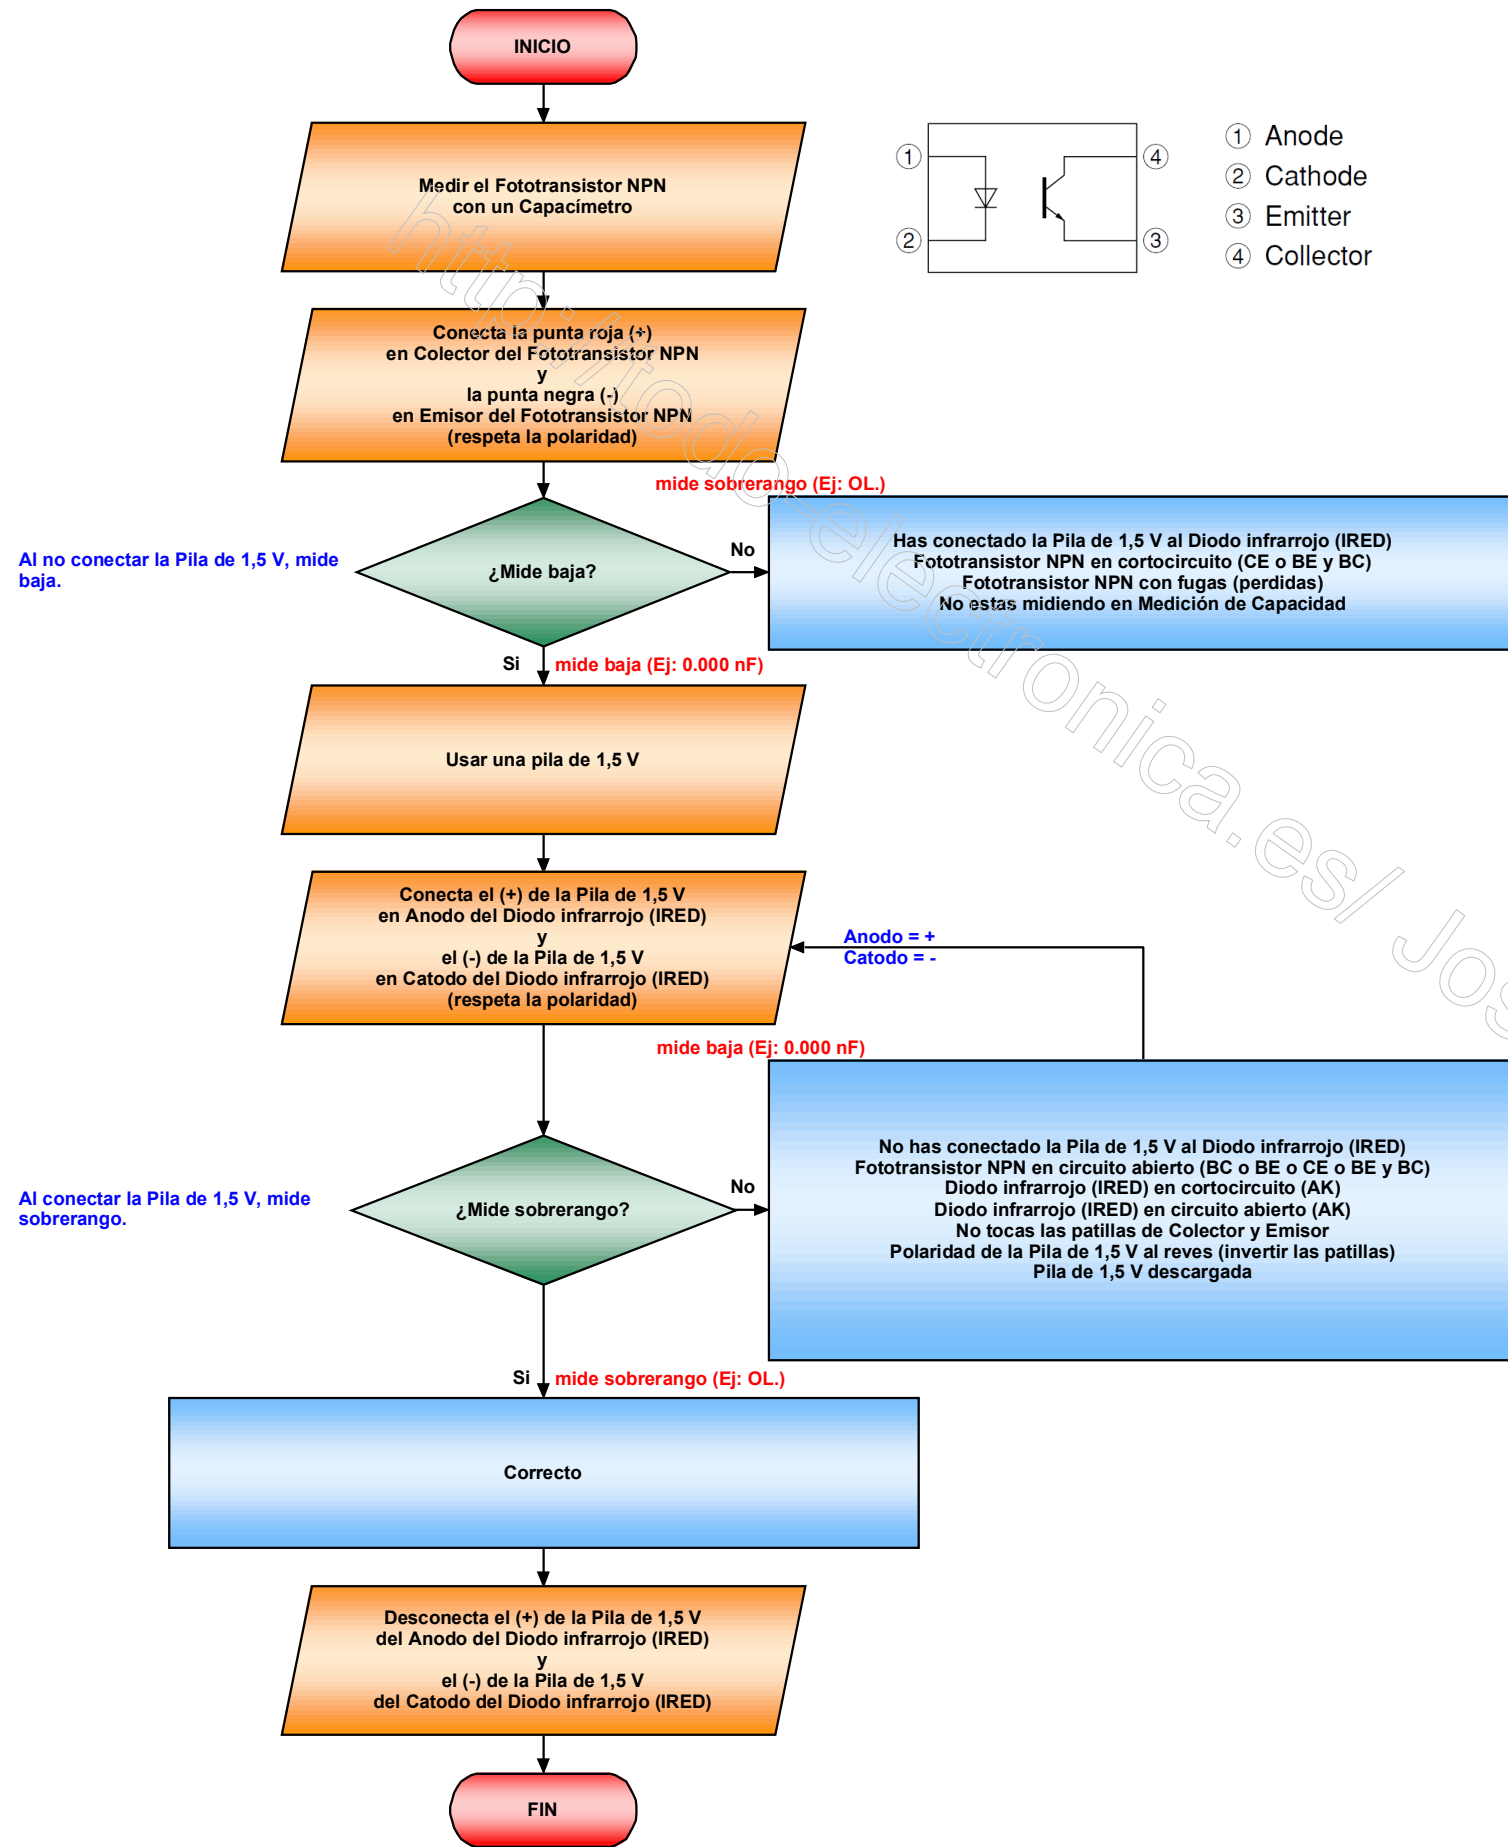 INICIO
Medir el Fototransistor NPN
con un Capacímetro
1
2
4
3
1 Anode
2 Cathode
3 Emitter
4 Collector
Conecta la punta roja (+)
en Colector del Fototransistor NPN
y
la punta negra (-)
en Emisor del Fototransistor NPN
(respeta la polaridad)
mide sobrerango (Ej: OL.)
Al no conectar la Pila de 1,5 V, mide
baja.
¿Mide baja?
No
Has conectado la Pila de 1,5 V al Diodo infrarrojo (IRED)
Fototransistor NPN en cortocircuito (CE o BE y BC)
Fototransistor NPN con fugas (perdidas)
No estas midiendo en Medición de Capacidad
Si
mide baja (Ej: 0.000 nF)
Usar una pila de 1,5 V
Conecta el (+) de la Pila de 1,5 V
en Anodo del Diodo infrarrojo (IRED)
y
el (-) de la Pila de 1,5 V
en Catodo del Diodo infrarrojo (IRED)
(respeta la polaridad)
Anodo = +
Catodo = -
mide baja (Ej: 0.000 nF)
Al conectar la Pila de 1,5 V, mide
sobrerango.
¿Mide sobrerango?
No
No has conectado la Pila de 1,5 V al Diodo infrarrojo (IRED)
Fototransistor NPN en circuito abierto (BC o BE o CE o BE y BC)
Diodo infrarrojo (IRED) en cortocircuito (AK)
Diodo infrarrojo (IRED) en circuito abierto (AK)
No tocas las patillas de Colector y Emisor
Polaridad de la Pila de 1,5 V al reves (invertir las patillas)
Pila de 1,5 V descargada
Si
mide sobrerango (Ej: OL.)
Correcto
Desconecta el (+) de la Pila de 1,5 V
del Anodo del Diodo infrarrojo (IRED)
y
el (-) de la Pila de 1,5 V
del Catodo del Diodo infrarrojo (IRED)
FIN
http://todo-electronica.es/ Jos